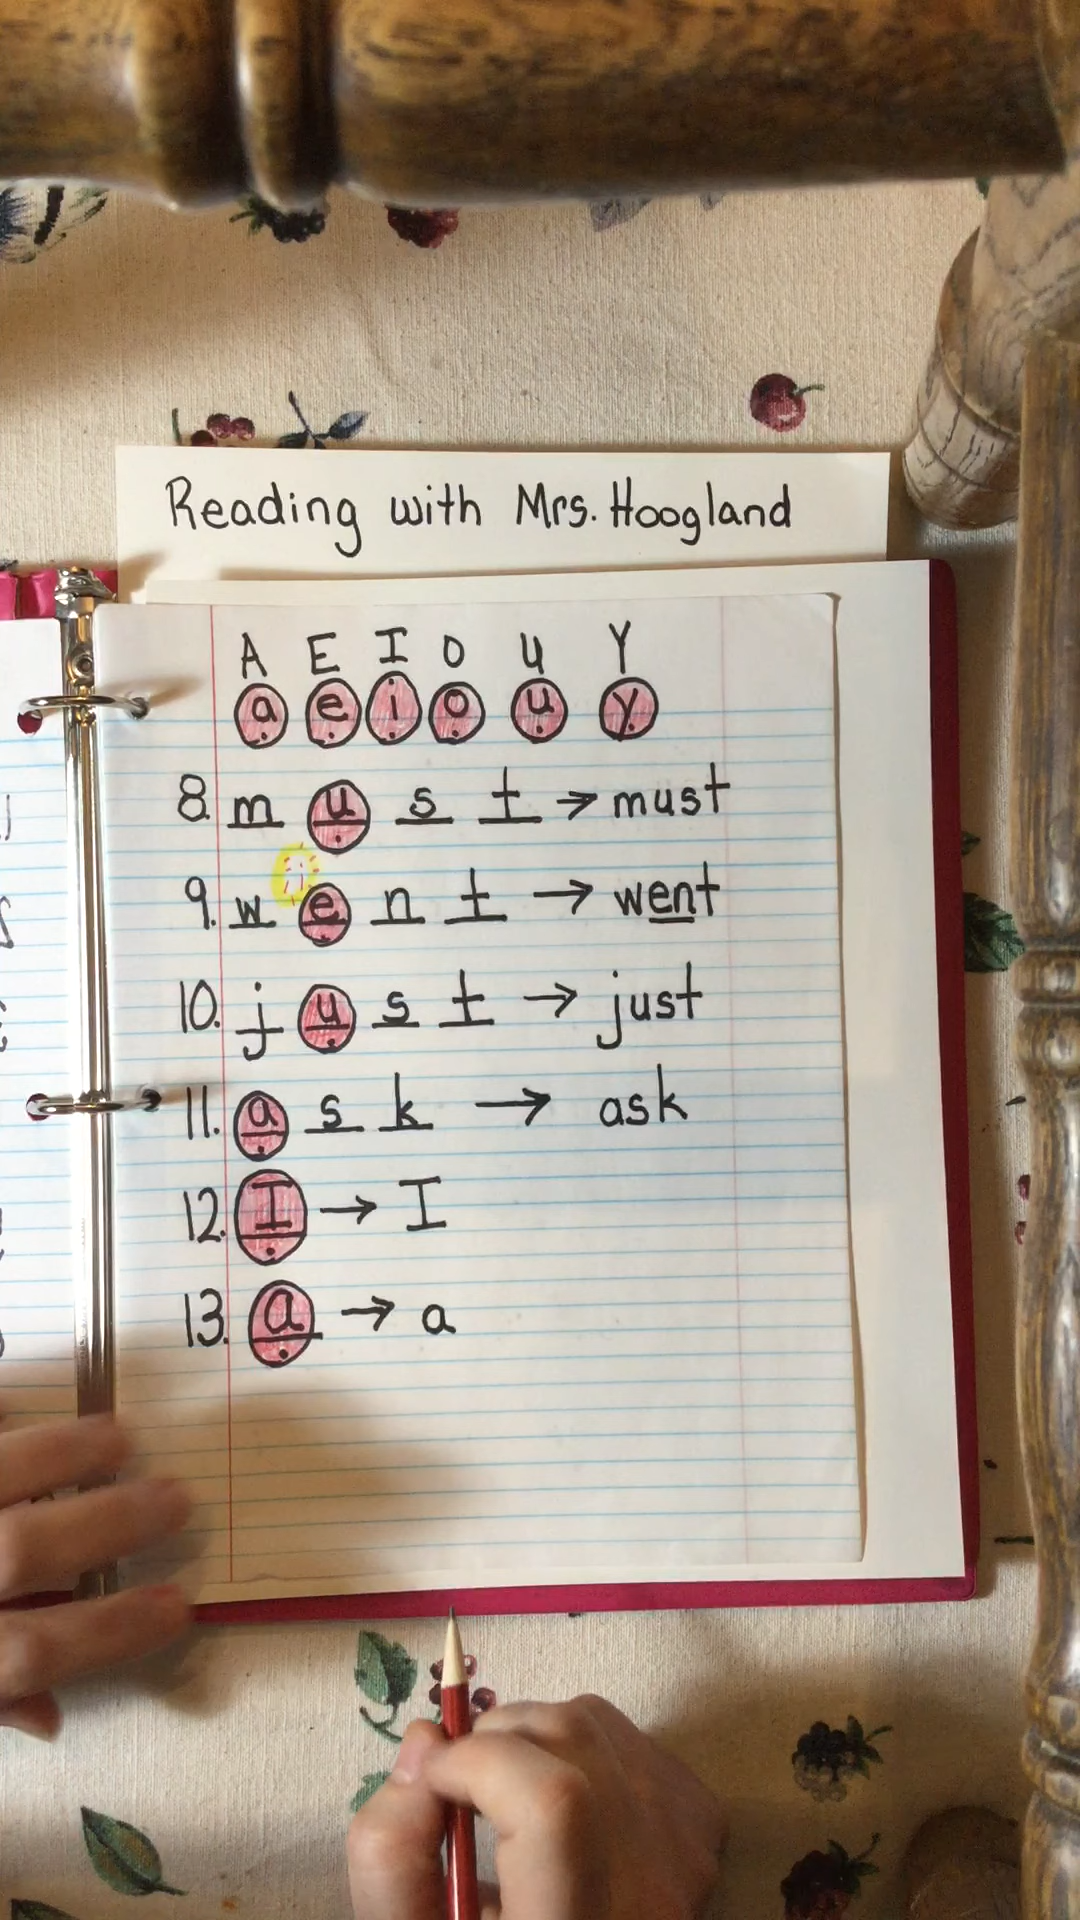 Reading with Mrs. Hoogland
A E I O U Y
a e i o u y
8. m u s t → must
i
9. w e n t → went
10. j u s t → just
11. a s k → ask
12. I → I
13. a → a